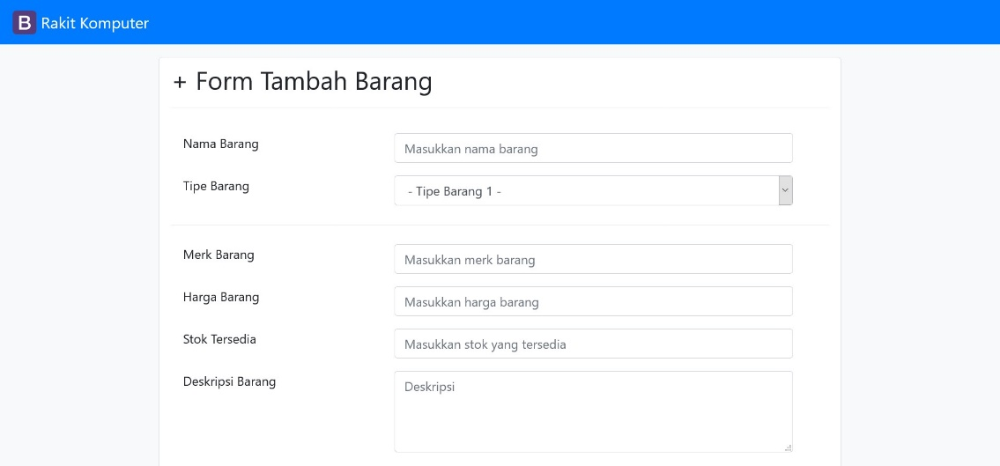 B Rakit Komputer
+ Form Tambah Barang
Nama Barang
Masukkan nama barang
Tipe Barang
- Tipe Barang 1 -
Merk Barang
Masukkan merk barang
Harga Barang
Masukkan harga barang
Stok Tersedia
Masukkan stok yang tersedia
Deskripsi Barang
Deskripsi